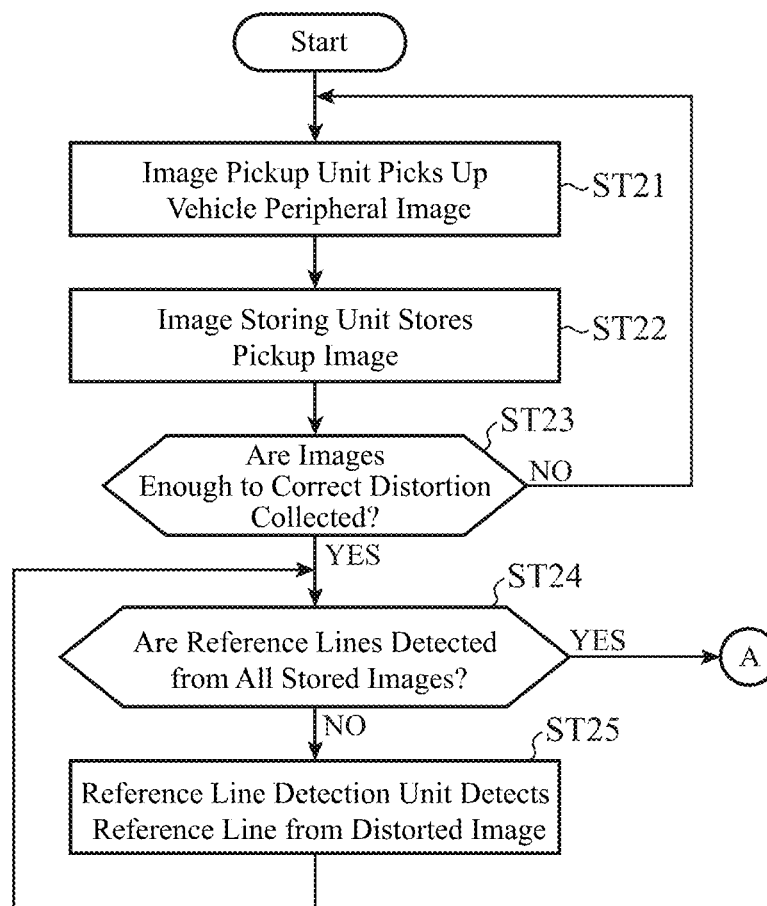 Start
Image Pickup Unit Picks Up
Vehicle Peripheral Image
ST21
Image Storing Unit Stores
Pickup Image
ST22
ST23
Are Images
Enough to Correct Distortion
Collected?
NO
YES
ST24
Are Reference Lines Detected
from All Stored Images?
YES
A
NO
ST25
Reference Line Detection Unit Detects
Reference Line from Distorted Image